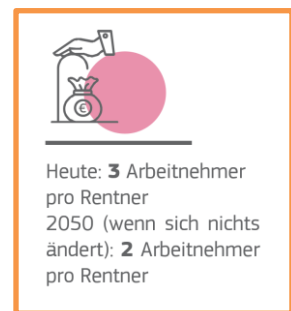 €
Heute: 3 Arbeitnehmer
pro Rentner
2050 (wenn sich nichts
ändert): 2 Arbeitnehmer
pro Rentner